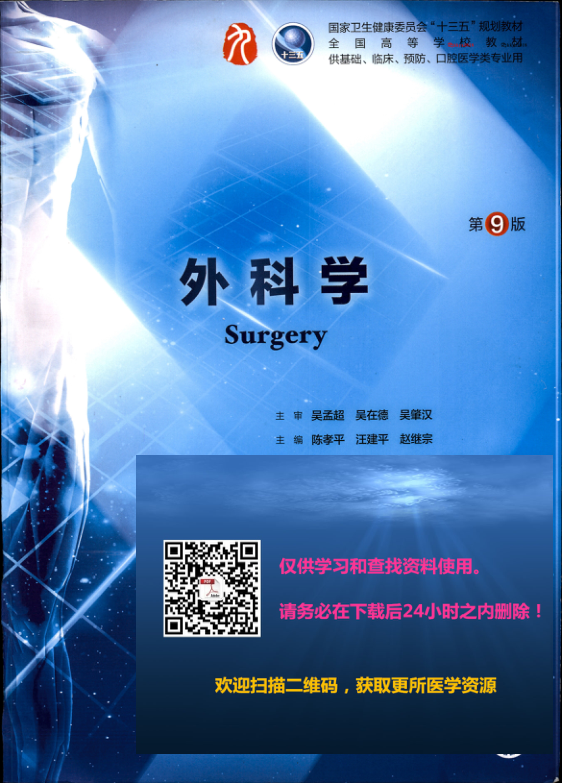 国家卫生健康委员会“十三五”规划教材
全国高等学校教材
供基础、临床、预防、口腔医学类专业用
十三五
第9版
外科学
Surgery
主 审 吴孟超 吴在德 吴肇汉
主 编 陈孝平 汪建平 赵继宗
PDF
仅供学习和查找资料使用。
请务必在下载后24小时之内删除！
欢迎扫描二维码，获取更所医学资源